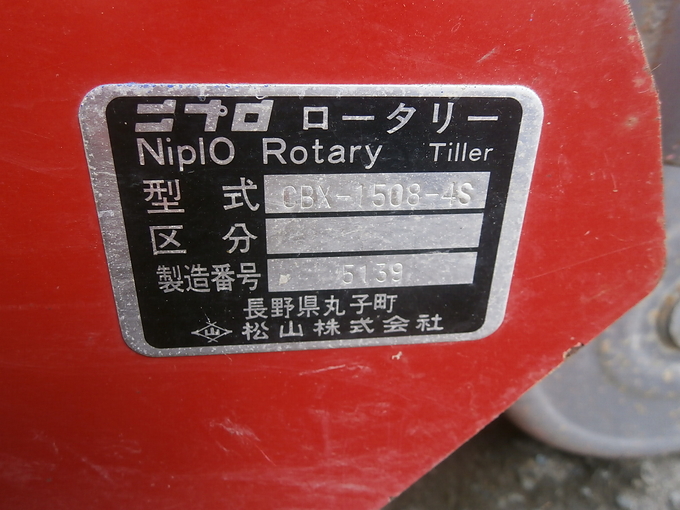 ニプロ ロータリー
NiplO Rotary Tiller
型式 CBX-1508-4S
区分
製造番号 5139
長野県丸子町
松山株式会社